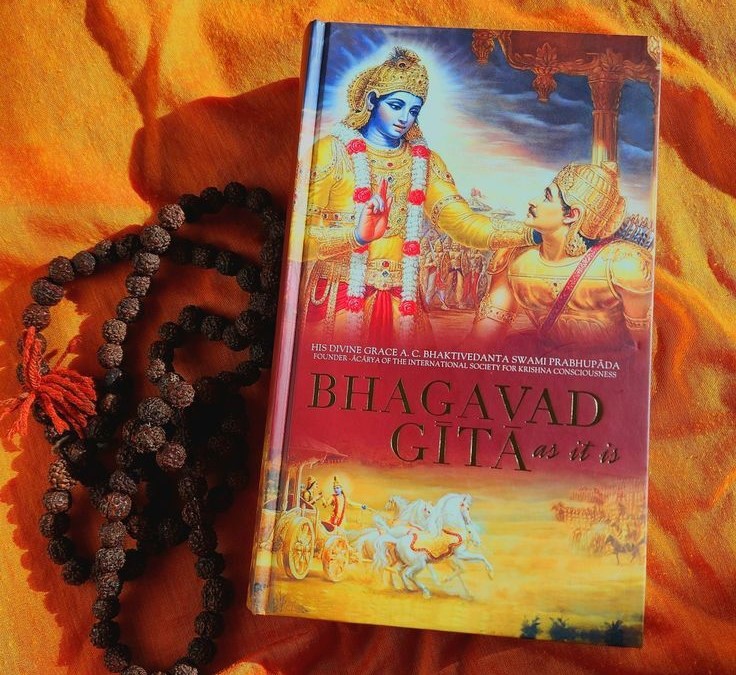 HIS DIVINE GRACE A. C. BHAKTIVEDANTA SWAMI PRABHUPĀDA
FOUNDER-ĀCĀRYA OF THE INTERNATIONAL SOCIETY FOR KRISHNA CONSCIOUSNESS
BHAGAVAD
GĪTĀ as it is